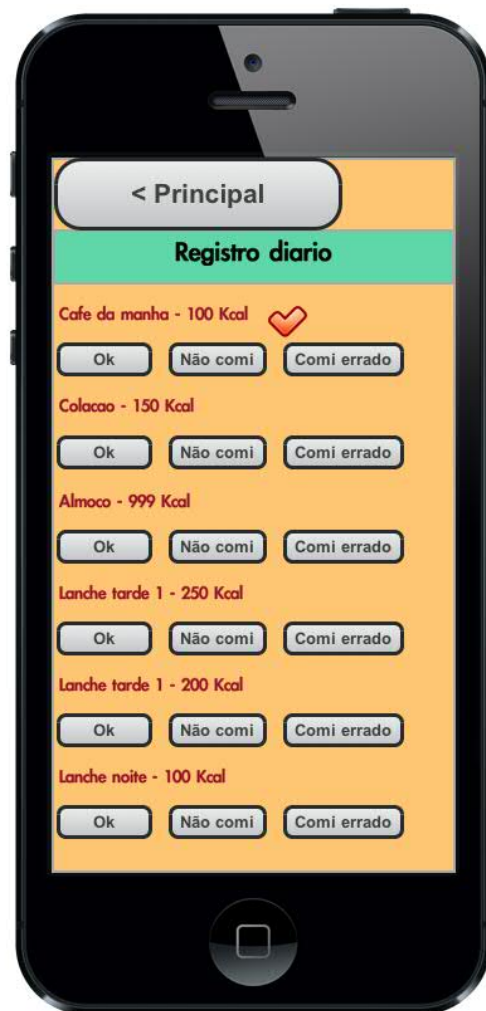 < Principal
Registro diario
Cafe da manha - 100 Kcal
Ok Não comi Comi errado
Colacao - 150 Kcal
Ok Não comi Comi errado
Almoco - 999 Kcal
Ok Não comi Comi errado
Lanche tarde 1 - 250 Kcal
Ok Não comi Comi errado
Lanche tarde 1 - 200 Kcal
Ok Não comi Comi errado
Lanche noite - 100 Kcal
Ok Não comi Comi errado